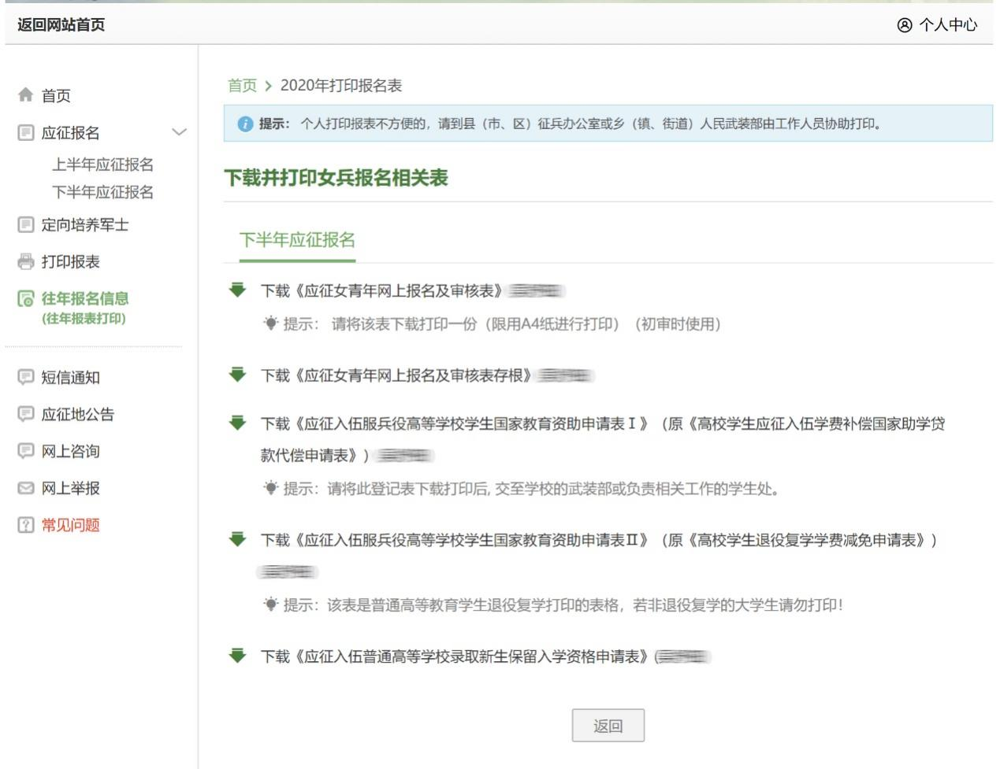 返回网站首页
个人中心
首页
应征报名
上半年应征报名
下半年应征报名
定向培养军士
打印报表
往年报名信息
(往年报表打印)
短信通知
应征地公告
网上咨询
网上举报
常见问题
首页 > 2020年打印报名表
提示： 个人打印报表不方便的，请到县（市、区）征兵办公室或乡（镇、街道）人民武装部由工作人员协助打印。
下载并打印女兵报名相关表
下半年应征报名
下载《应征女青年网上报名及审核表》
提示： 请将该表下载打印一份（限用A4纸进行打印）（初审时使用）
下载《应征女青年网上报名及审核表存根》
下载《应征入伍服兵役高等学校学生国家教育资助申请表Ⅰ》（原《高校学生应征入伍学费补偿国家助学贷
款代偿申请表》）
提示：请将此登记表下载打印后, 交至学校的武装部或负责相关工作的学生处。
下载《应征入伍服兵役高等学校学生国家教育资助申请表Ⅱ》（原《高校学生退役复学学费减免申请表》）
提示：该表是普通高等教育学生退役复学打印的表格，若非退役复学的大学生请勿打印！
下载《应征入伍普通高等学校录取新生保留入学资格申请表》(
返回